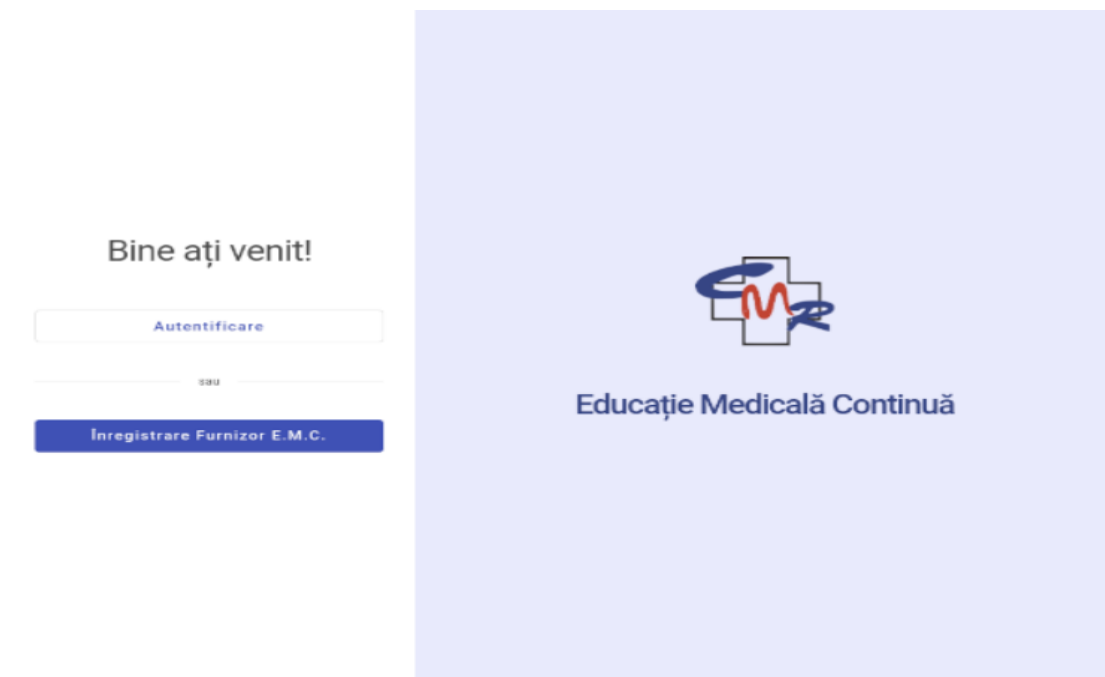 Bine ați venit!
Autentificare
sau
Înregistrare Furnizor E.M.C.
CMR
Educație Medicală Continuă